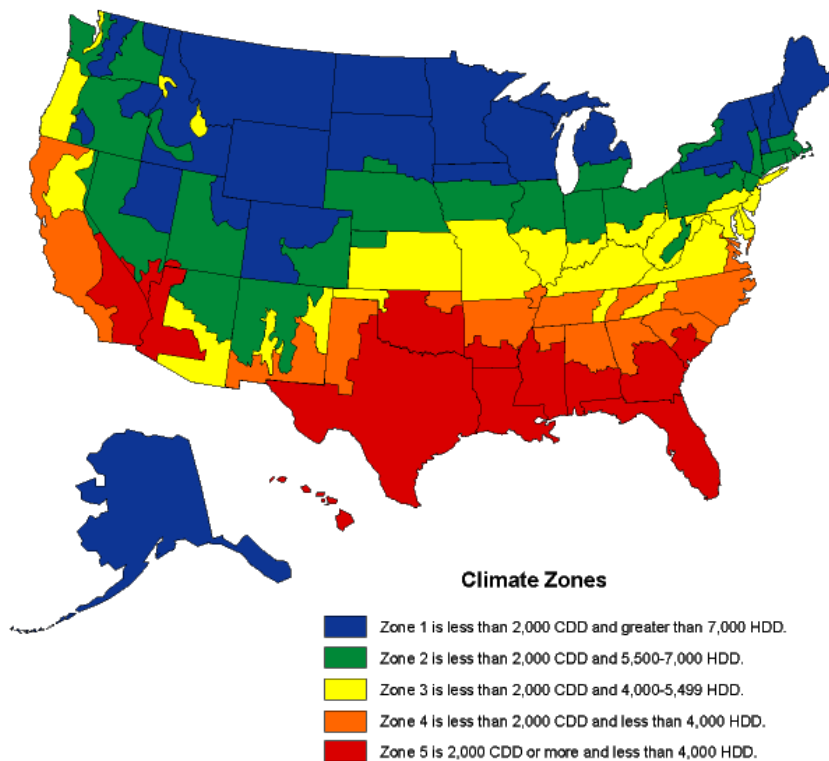 Climate Zones
Zone 1 is less than 2,000 CDD and greater than 7,000 HDD.
Zone 2 is less than 2,000 CDD and 5,500-7,000 HDD.
Zone 3 is less than 2,000 CDD and 4,000-5,499 HDD.
Zone 4 is less than 2,000 CDD and less than 4,000 HDD.
Zone 5 is 2,000 CDD or more and less than 4,000 HDD.